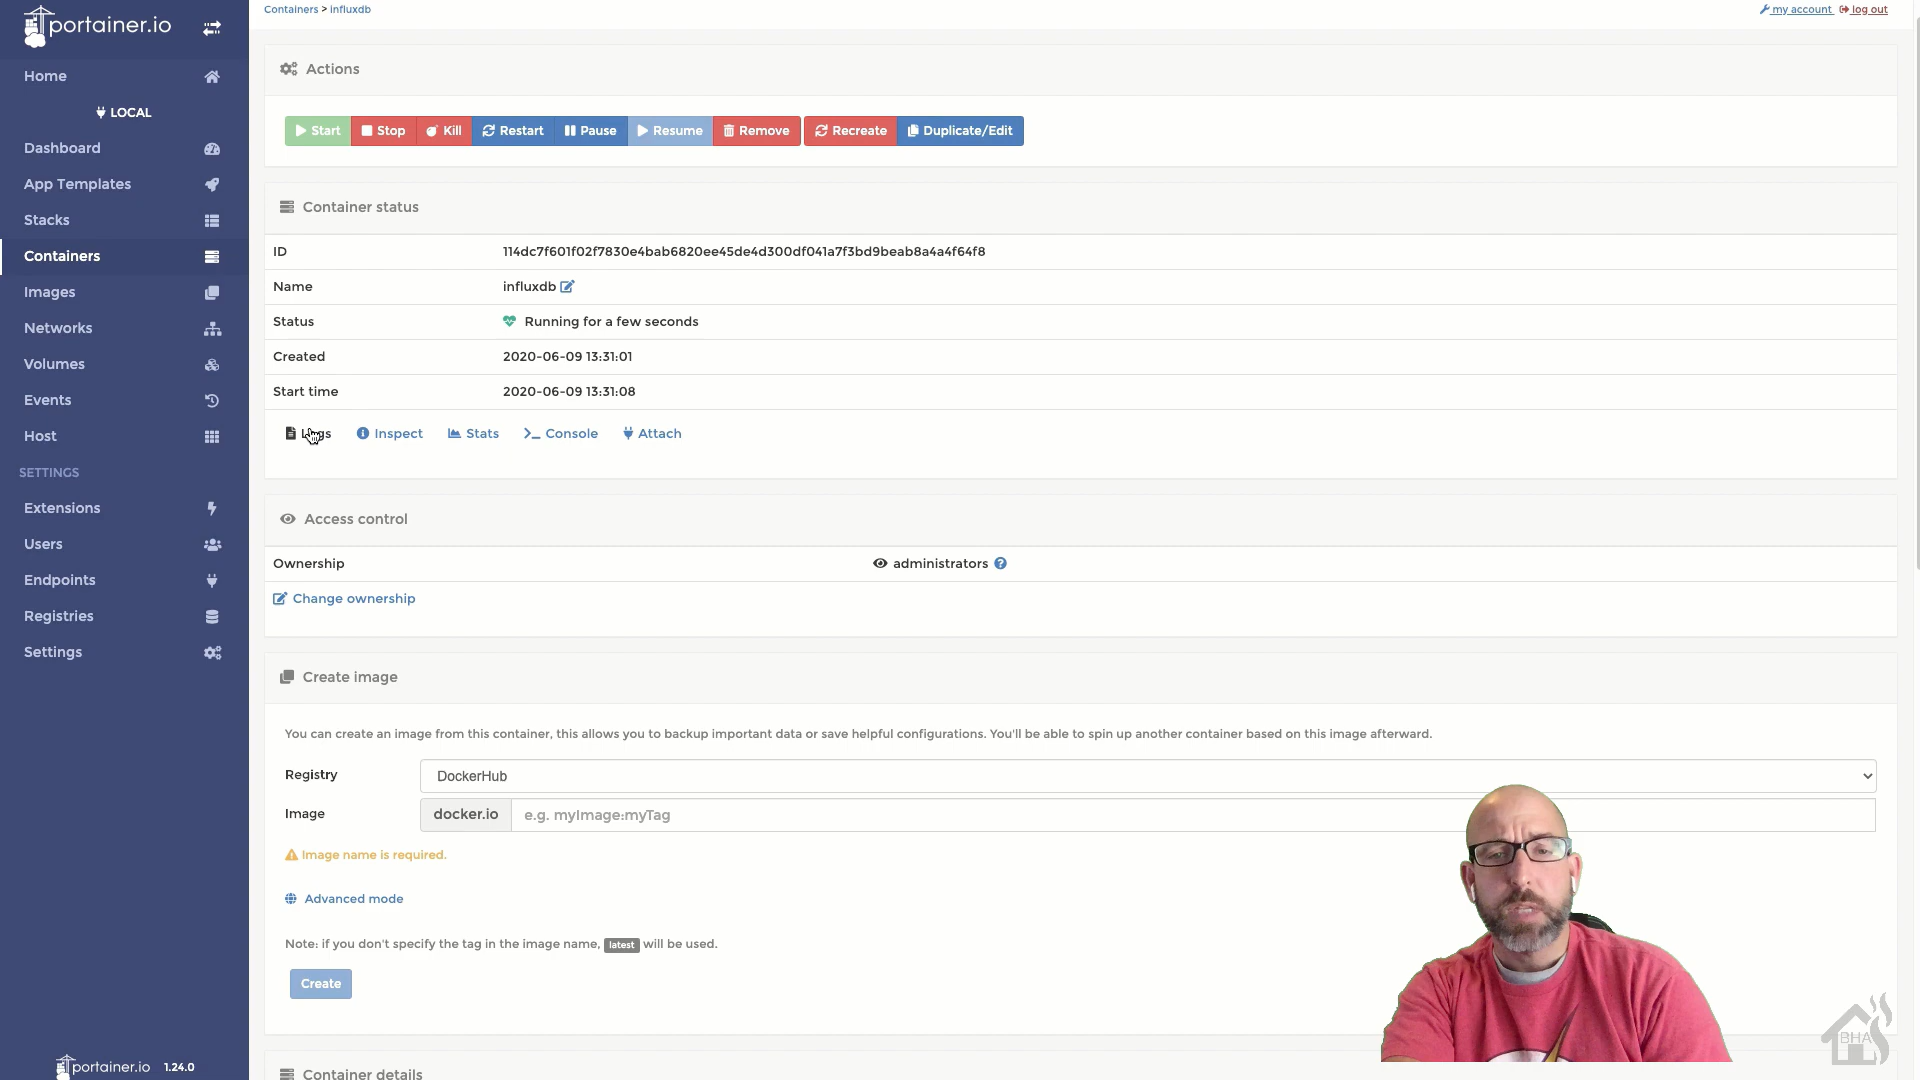 portainer.io
Containers > influxdb
my account log out
Home
LOCAL
Dashboard
App Templates
Stacks
Containers
Images
Networks
Volumes
Events
Host
SETTINGS
Extensions
Users
Endpoints
Registries
Settings
portainer.io 1.24.0
Actions
Start Stop Kill Restart Pause Resume Remove Recreate Duplicate/Edit
Container status
ID 114dc7f601f02f7830e4bab6820ee45de4d300df041a7f3bd9beab8a4a4f64f8
Name influxdb
Status Running for a few seconds
Created 2020-06-09 13:31:01
Start time 2020-06-09 13:31:08
Logs Inspect Stats Console Attach
Access control
Ownership administrators
Change ownership
Create image
You can create an image from this container, this allows you to backup important data or save helpful configurations. You'll be able to spin up another container based on this image afterward.
Registry DockerHub
Image docker.io e.g. myImage:myTag
Image name is required.
Advanced mode
Note: if you don't specify the tag in the image name, latest will be used.
Create
Container details
BHA